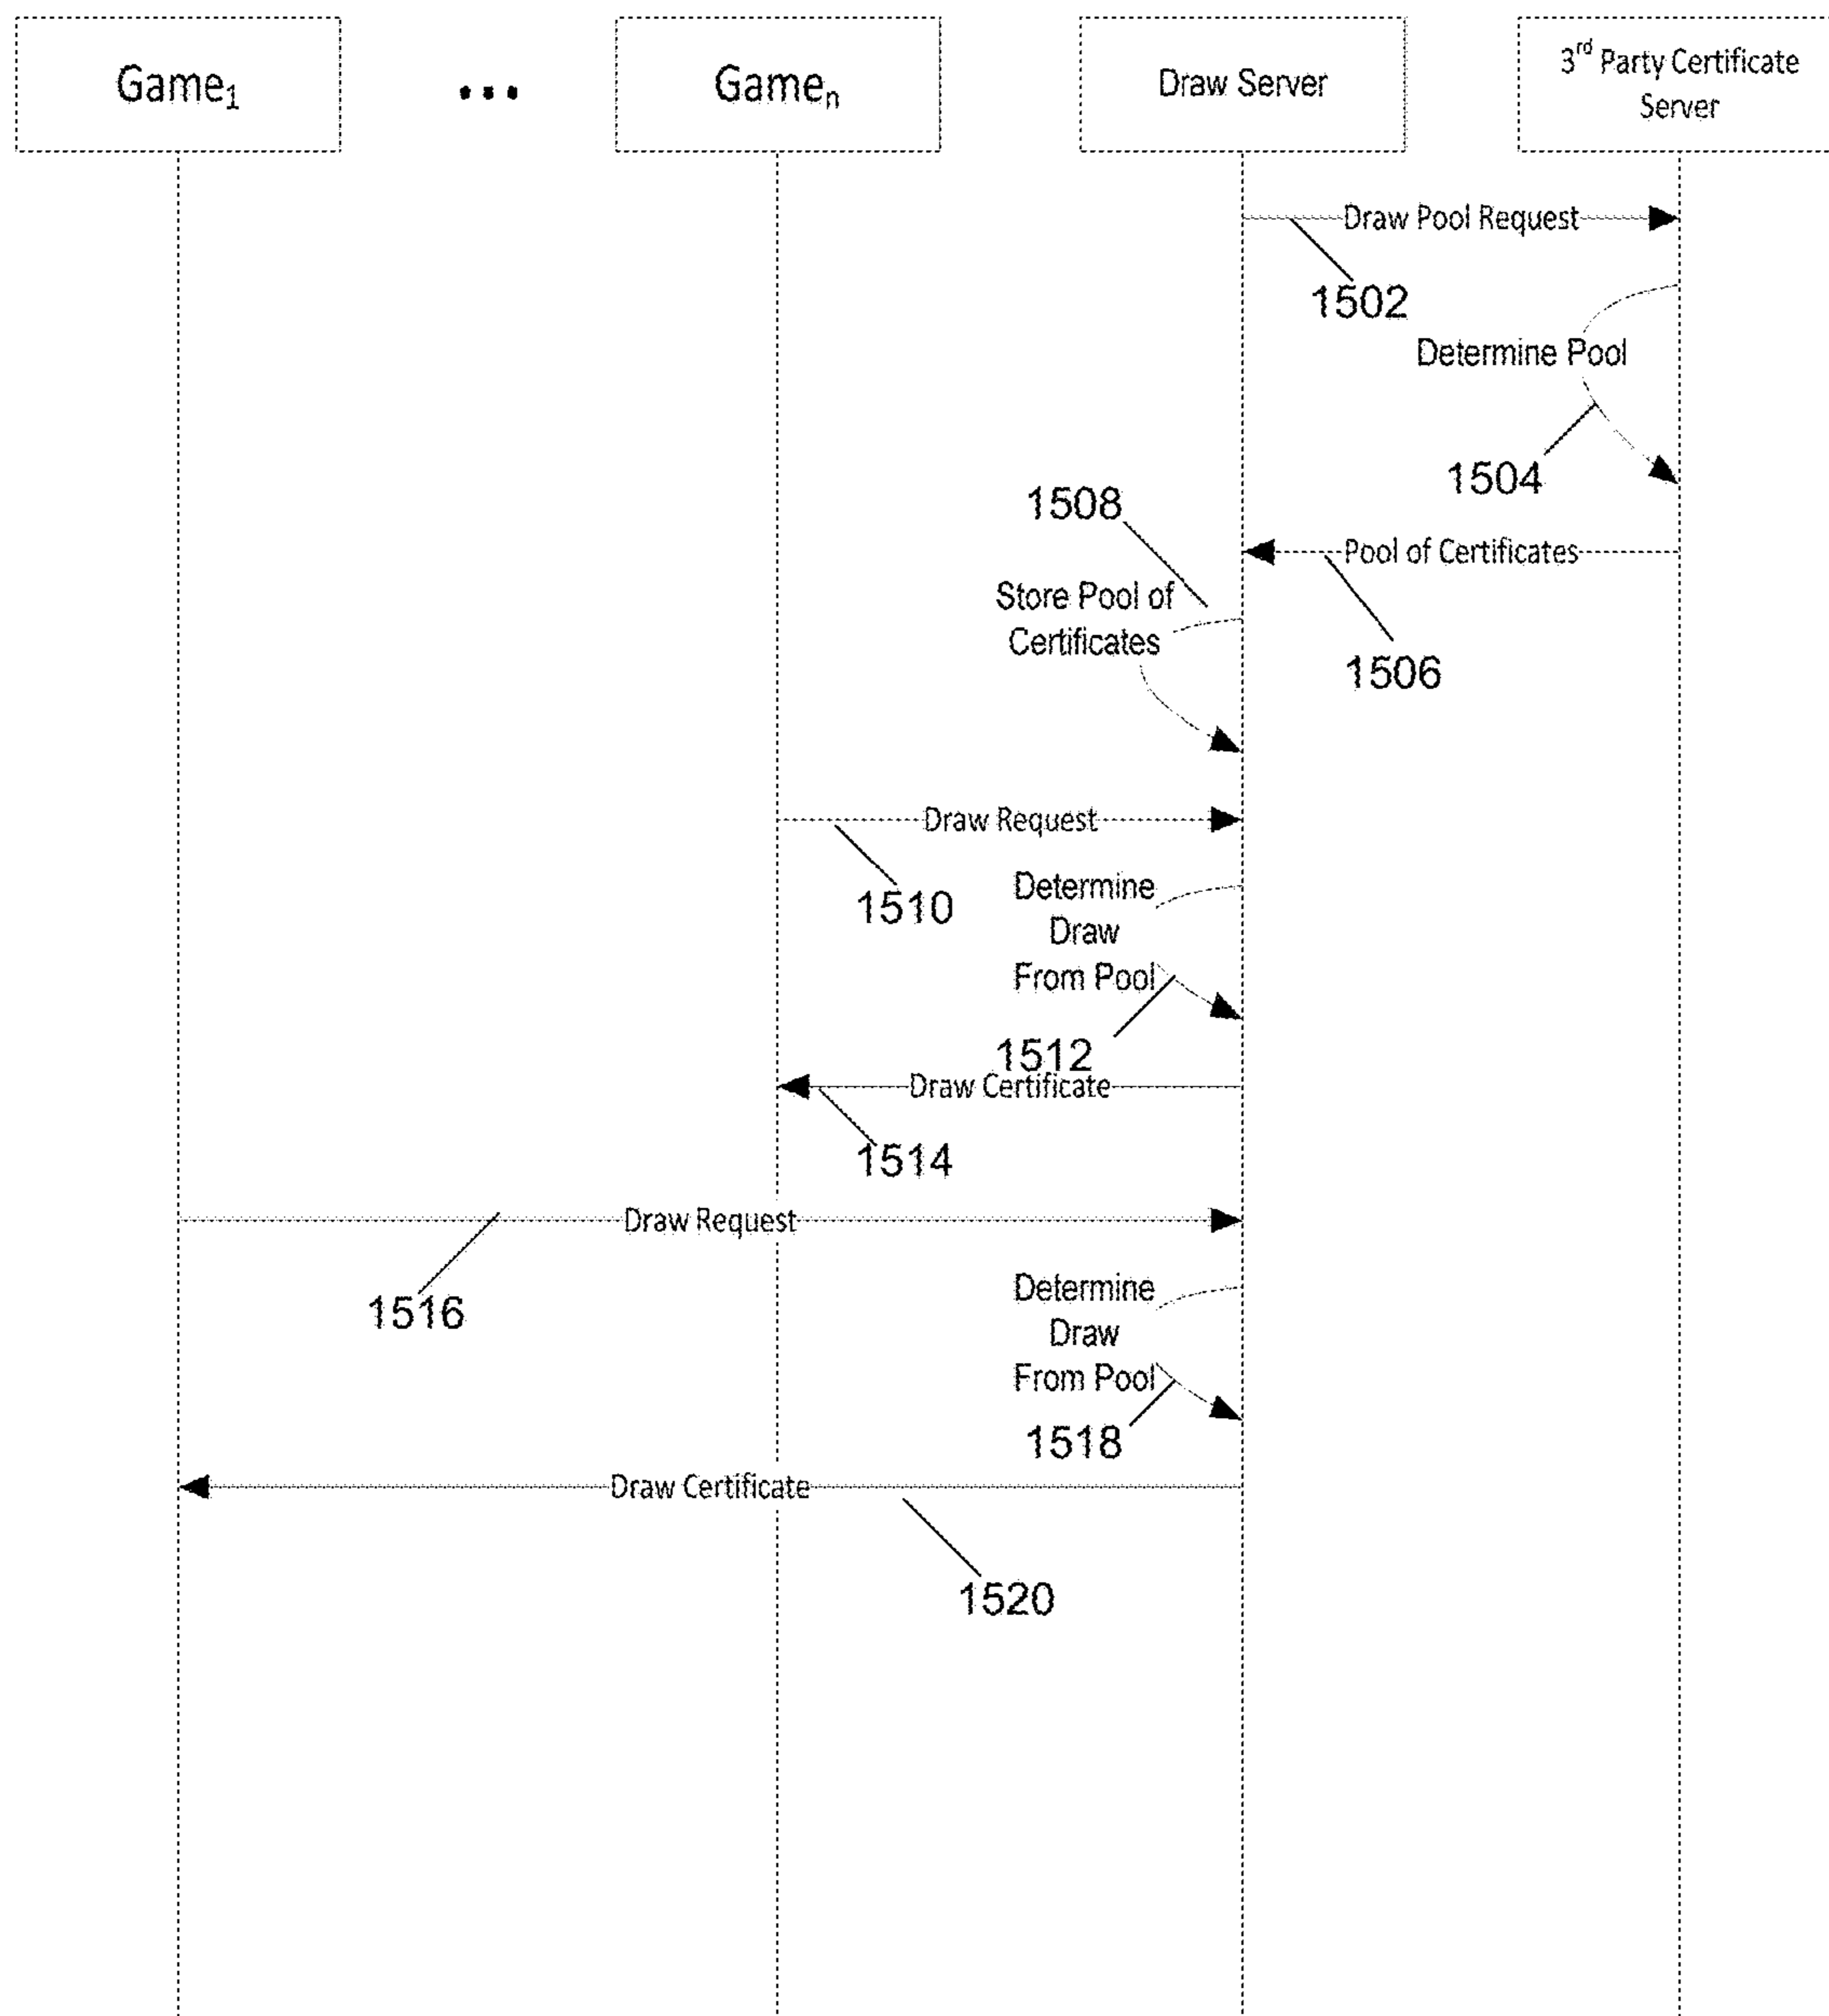 Game₁
...
Gameₙ
Draw Server
3rd Party Certificate
Server
Draw Pool Request
1502
Determine Pool
1504
1508
Pool of Certificates
Store Pool of
Certificates
1506
Draw Request
1510
Determine
Draw
From Pool
1512
Draw Certificate
1514
Draw Request
1516
Determine
Draw
From Pool
1518
Draw Certificate
1520